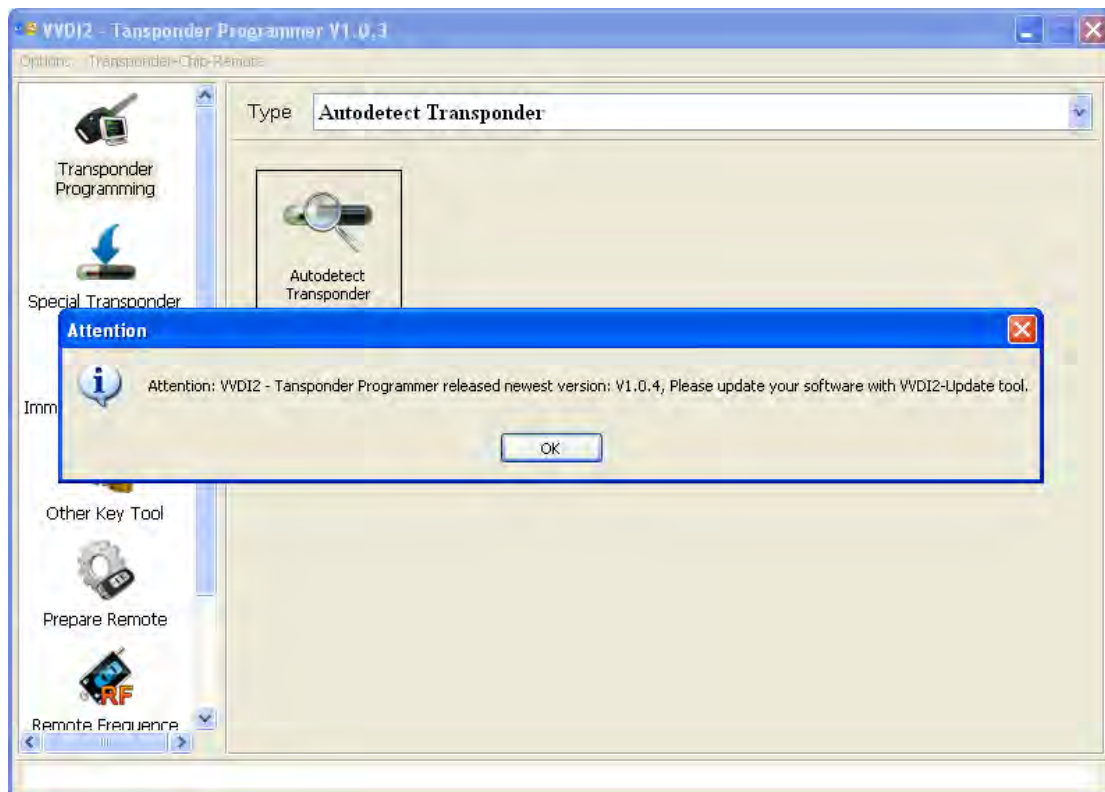 VVDI2 - Tansponder Programmer V1.0.3
Options Transponder-Chip-Remote
Type Autodetect Transponder
Transponder
Programming
Autodetect
Transponder
Special Transponder
Attention
Attention: VVDI2 - Tansponder Programmer released newest version: V1.0.4, Please update your software with VVDI2-Update tool.
Imm
OK
Other Key Tool
Prepare Remote
RF
Remote Frequence